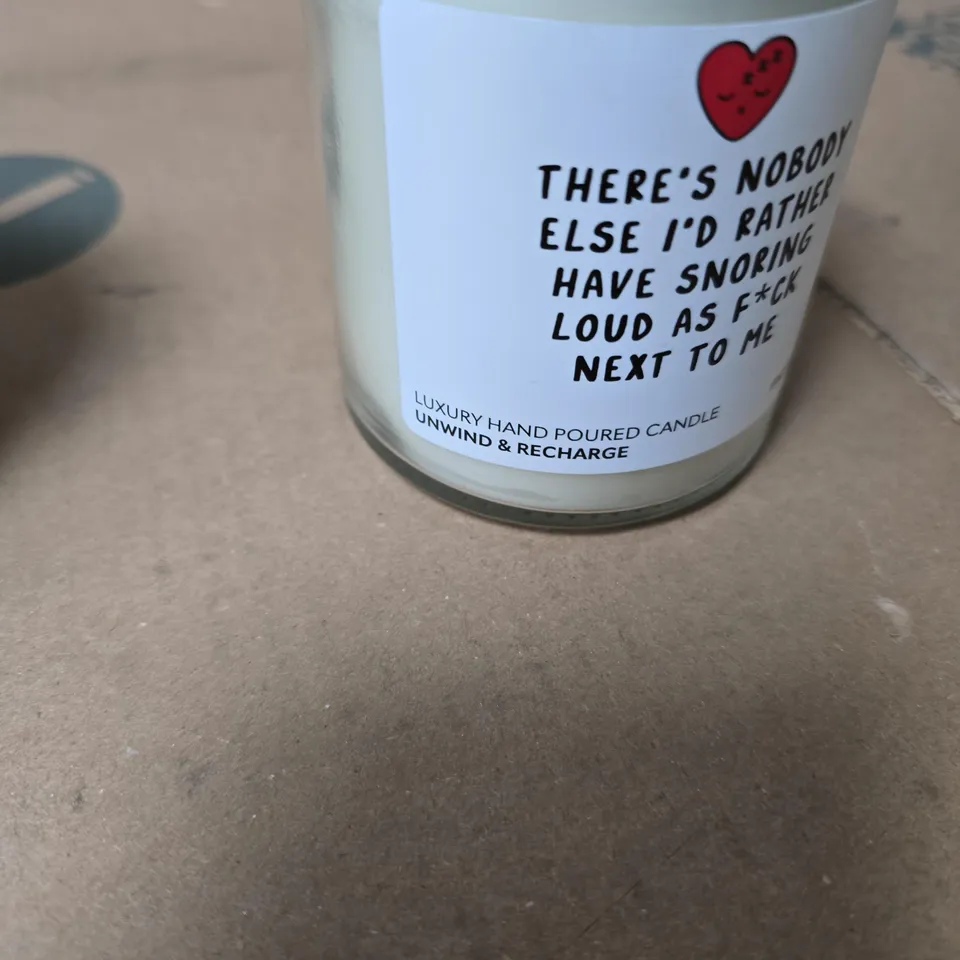 THERE'S NOBODY
ELSE I'D RATHER
HAVE SNORING
LOUD AS F*CK
NEXT TO ME
LUXURY HAND POURED CANDLE
UNWIND & RECHARGE